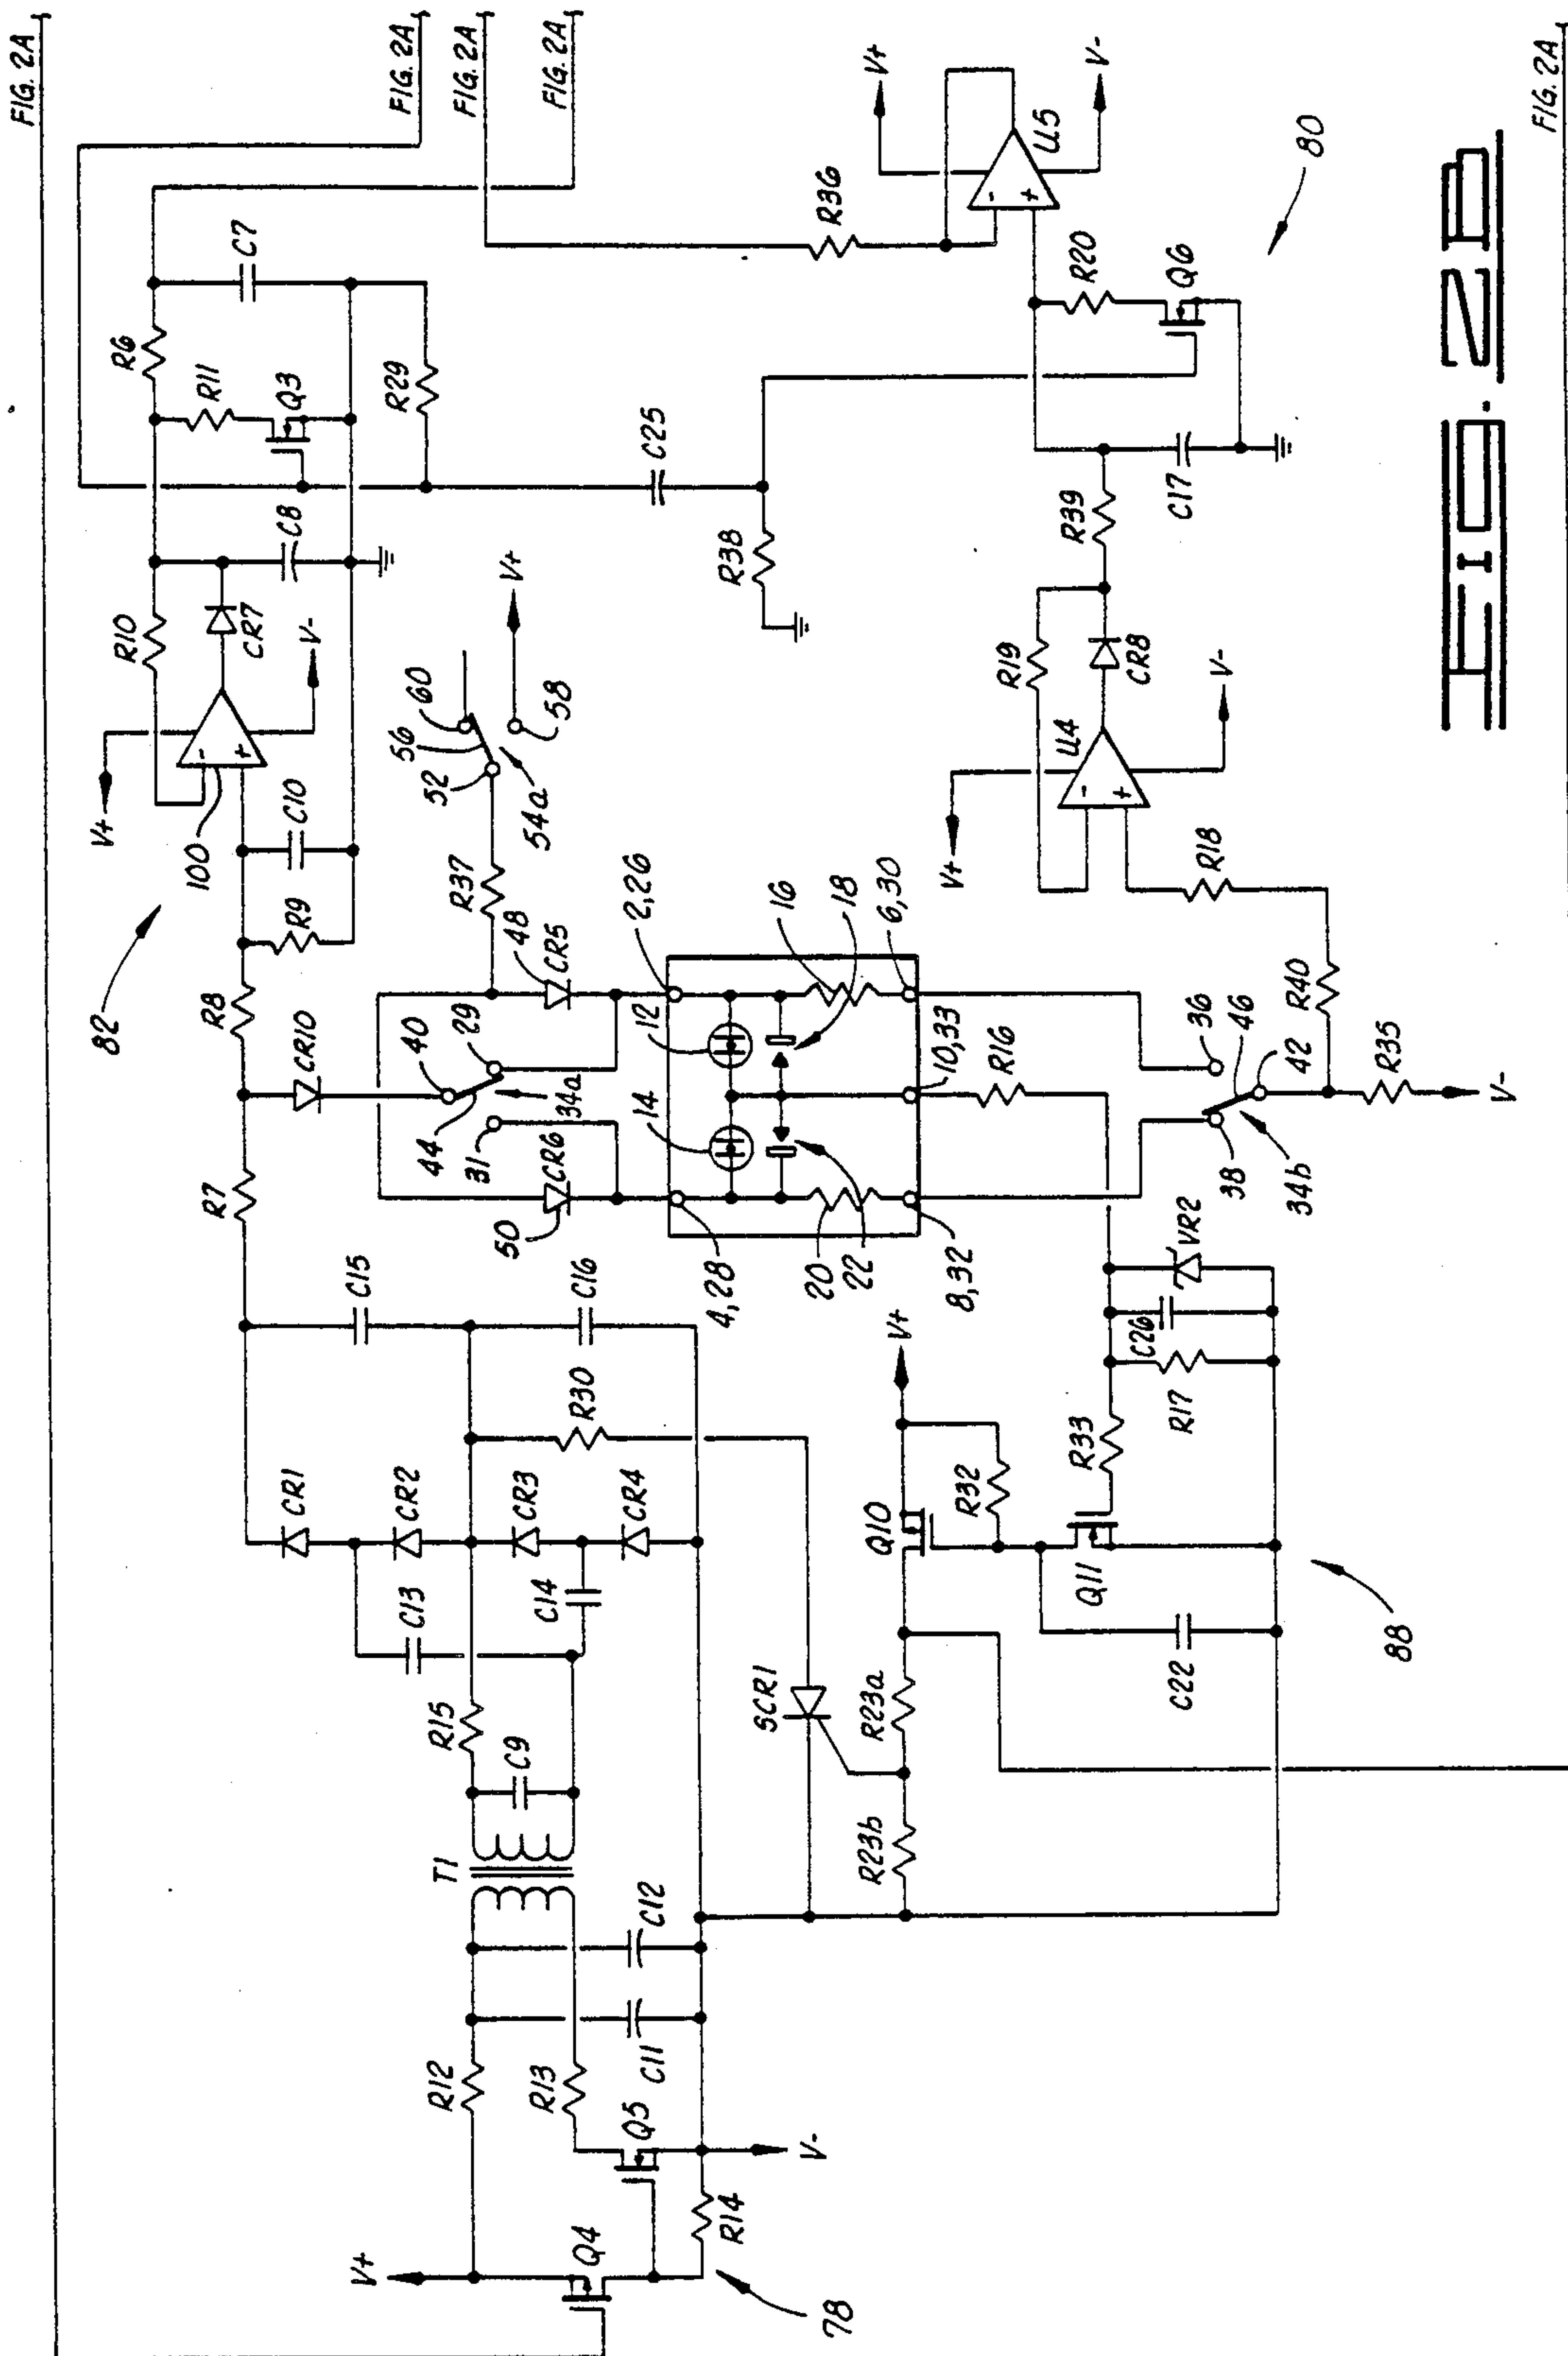 FIG. 2A
FIG. 2A
FIG. 2A
FIG. 2A
82
V+
100
R10
CR7
V-
C8
R6
R11
Q3
C7
R29
R7
R8
R9
C10
CR10
40
44
29
31
34a
CR6
50
48
CR5
R37
52
56
60
54a
58
V+
C25
R38
C15
C16
R30
CR1
CR2
CR3
CR4
C13
C14
R15
C9
T1
C12
C11
R12
R13
Q5
V-
R14
V+
Q4
78
4,28
2,26
12
14
16
18
20
22
8,32
6,30
10,33
R16
SCR1
R23a
R23b
V+
Q10
R32
R33
Q11
C22
R17
C26
VR2
88
38
34b
36
46
42
R40
R35
V-
R18
V+
U4
V-
R19
CR8
R39
C17
R20
Q6
R36
V+
U5
V-
80
FIG. 2B
FIG. 2A